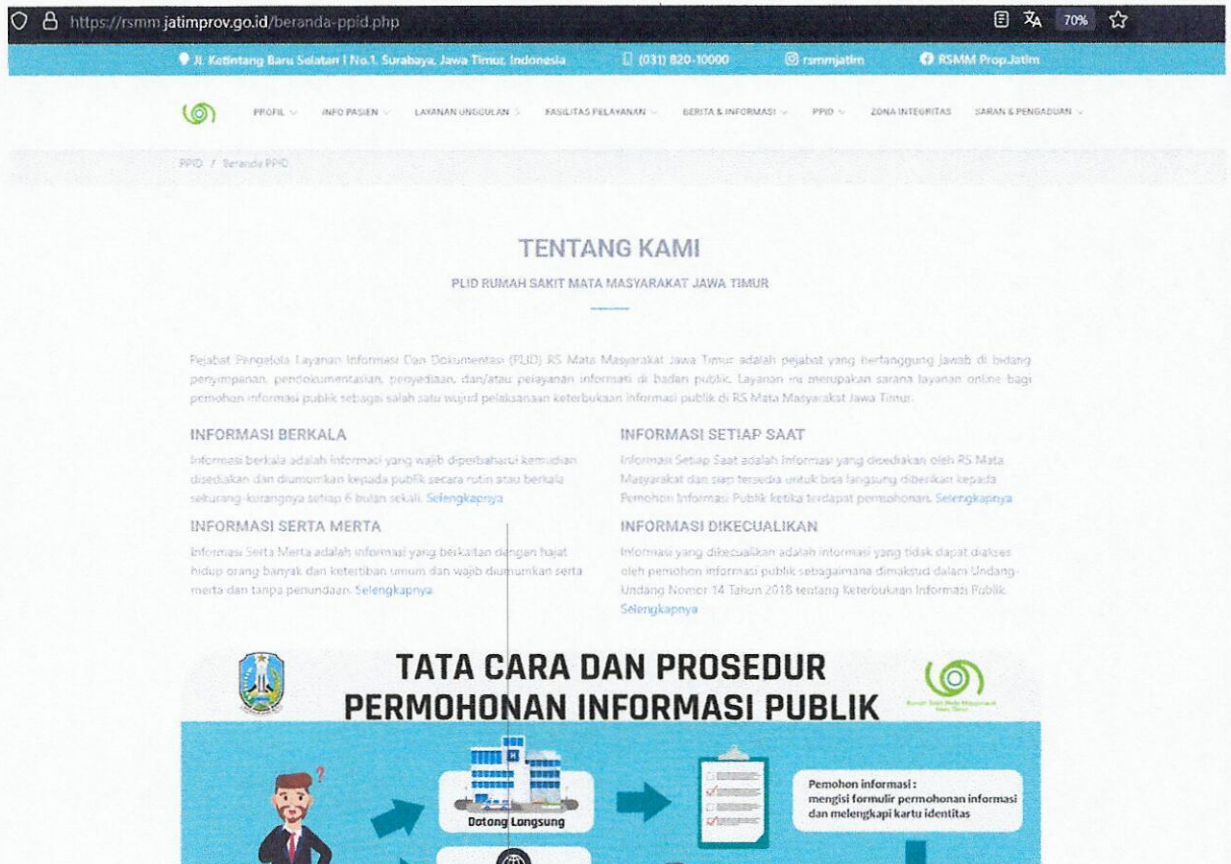 https://rsmm.jatimprov.go.id/beranda-ppid.php
70%
Jl. Ketintang Baru Selatan I No.1. Surabaya, Jawa Timur, Indonesia
(031) 820-10000
rsmmjatim
RSMM Prop.Jatim
PROFIL
INFO PASIEN
LAYANAN UNGGULAN
FASILITAS PELAYANAN
BERITA & INFORMASI
PPID
ZONA INTEGRITAS
SARAN & PENGADUAN
PPID / Beranda PPID
TENTANG KAMI
PLID RUMAH SAKIT MATA MASYARAKAT JAWA TIMUR
Pejabat Pengelola Layanan Informasi Dan Dokumentasi (PLID) RS Mata Masyarakat Jawa Timur adalah pejabat yang bertanggung jawab di bidang
penyimpanan, pendokumentasian, penyediaan, dan/atau pelayanan informasi di badan publik. Layanan ini merupakan sarana layanan online bagi
pemohon informasi publik sebagai salah satu wujud pelaksanaan keterbukaan informasi publik di RS Mata Masyarakat Jawa Timur.
INFORMASI BERKALA
Informasi berkala adalah informasi yang wajib diperbaharui kemudian
disediakan dan diumumkan kepada publik secara rutin atau berkala
sekurang-kurangnya setiap 6 bulan sekali. Selengkapnya
INFORMASI SETIAP SAAT
Informasi Setiap Saat adalah Informasi yang disediakan oleh RS Mata
Masyarakat dan siap tersedia untuk bisa langsung diberikan kepada
Pemohon Informasi Publik ketika terdapat permohonan. Selengkapnya
INFORMASI SERTA MERTA
Informasi Serta Merta adalah informasi yang berkaitan dengan hajat
hidup orang banyak dan ketertiban umum dan wajib diumumkan serta
merta dan tanpa penundaan. Selengkapnya
INFORMASI DIKECUALIKAN
Informasi yang dikecualikan adalah informasi yang tidak dapat diakses
oleh pemohon informasi publik sebagaimana dimaksud dalam Undang-
Undang Nomor 14 Tahun 2018 tentang Keterbukaan Informasi Publik.
Selengkapnya
TATA CARA DAN PROSEDUR
PERMOHONAN INFORMASI PUBLIK
Rumah Sakit Mata Masyarakat
Jawa Timur
?
H
Datang Langsung
Pemohon informasi :
mengisi formulir permohonan informasi
dan melengkapi kartu identitas